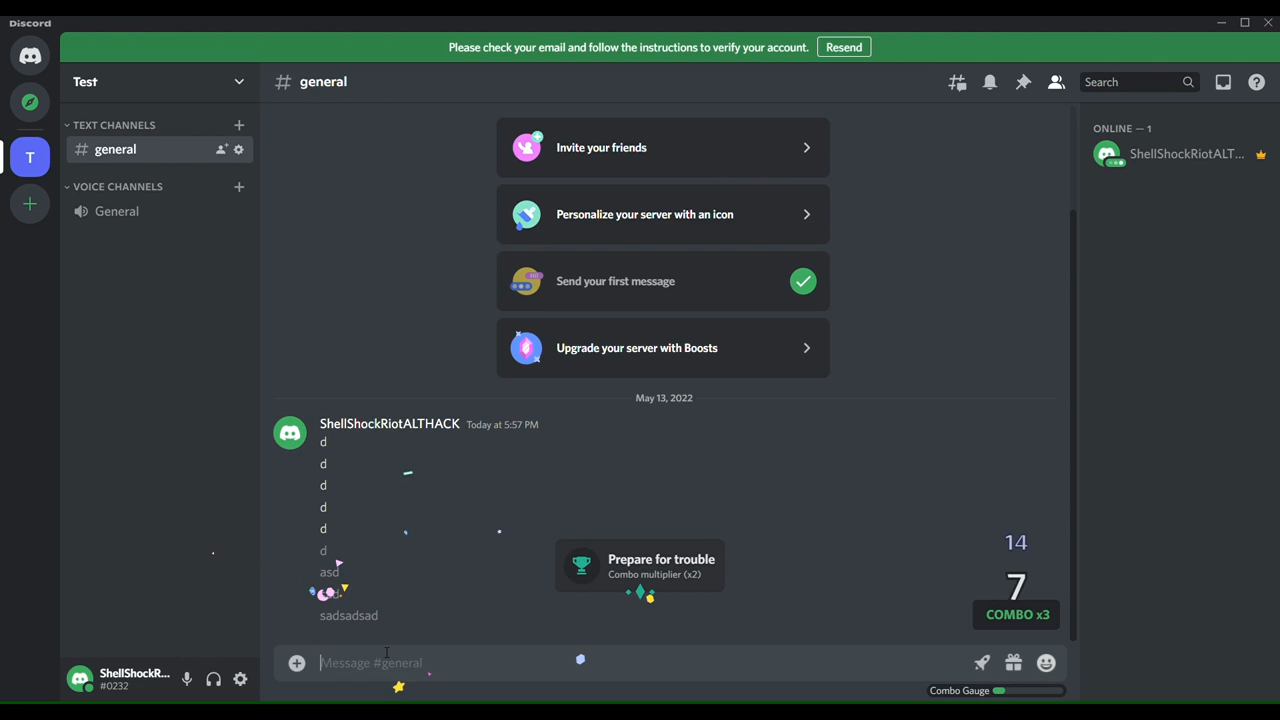 Discord
Please check your email and follow the instructions to verify your account. Resend
Test
# general
Search
TEXT CHANNELS
# general
VOICE CHANNELS
General
T
Invite your friends
Personalize your server with an icon
Send your first message
Upgrade your server with Boosts
May 13, 2022
ShellShockRiotALTHACK Today at 5:57 PM
d
d
d
d
d
d
asd
sadsadsad
Prepare for trouble
Combo multiplier (x2)
14
7
COMBO x3
Message #general
Combo Gauge
ShellShockR...
#0232
ONLINE — 1
ShellShockRiotALT...